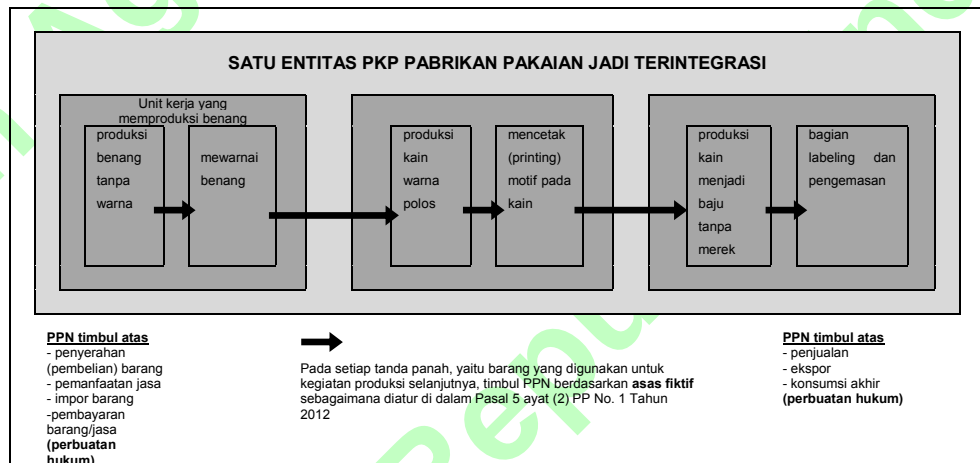 SATU ENTITAS PKP PABRIKAN PAKAIAN JADI TERINTEGRASI
Unit kerja yang
memproduksi benang
produksi
benang
tanpa
warna
mewarnai
benang
produksi
kain
warna
polos
mencetak
(printing)
motif pada
kain
produksi
kain
menjadi
baju
tanpa
merek
bagian
labeling dan
pengemasan
PPN timbul atas
- penyerahan
(pembelian) barang
- pemanfaatan jasa
- impor barang
-pembayaran
barang/jasa
(perbuatan
hukum)
Pada setiap tanda panah, yaitu barang yang digunakan untuk
kegiatan produksi selanjutnya, timbul PPN berdasarkan asas fiktif
sebagaimana diatur di dalam Pasal 5 ayat (2) PP No. 1 Tahun
2012
PPN timbul atas
- penjualan
- ekspor
- konsumsi akhir
(perbuatan hukum)